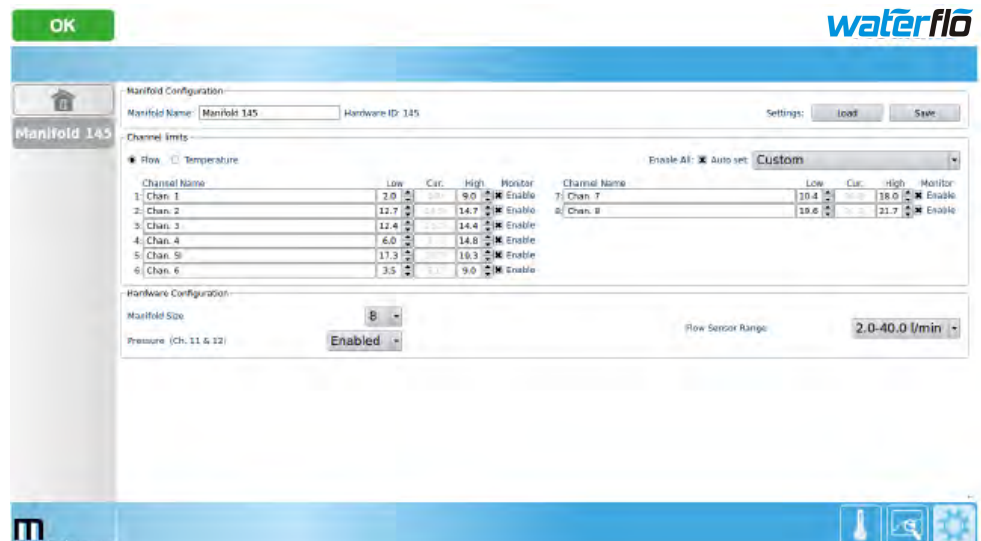 OK
waterflo
Manifold Configuration
Manifold Name: Manifold 145 Hardware ID: 145 Settings: Load Save
Manifold 145
Channel limits
Flow Temperature Enable All: Auto set: Custom
Channel Name Low Cur. High Monitor Channel Name Low Cur. High Monitor
1: Chan. 1 2.0 9.0 Enable 7: Chan. 7 10.4 18.0 Enable
2: Chan. 2 12.7 14.7 Enable 8: Chan. 8 19.6 21.7 Enable
3: Chan. 3 12.4 14.4 Enable
4: Chan. 4 6.0 14.8 Enable
5: Chan. 5 17.3 Enable
6: Chan. 6 3.5 9.0 Enable
Hardware Configuration
Manifold Size 8
Flow Sensor Range 2.0-40.0 l/min
Pressure (Ch. 11 & 12) Enabled
m